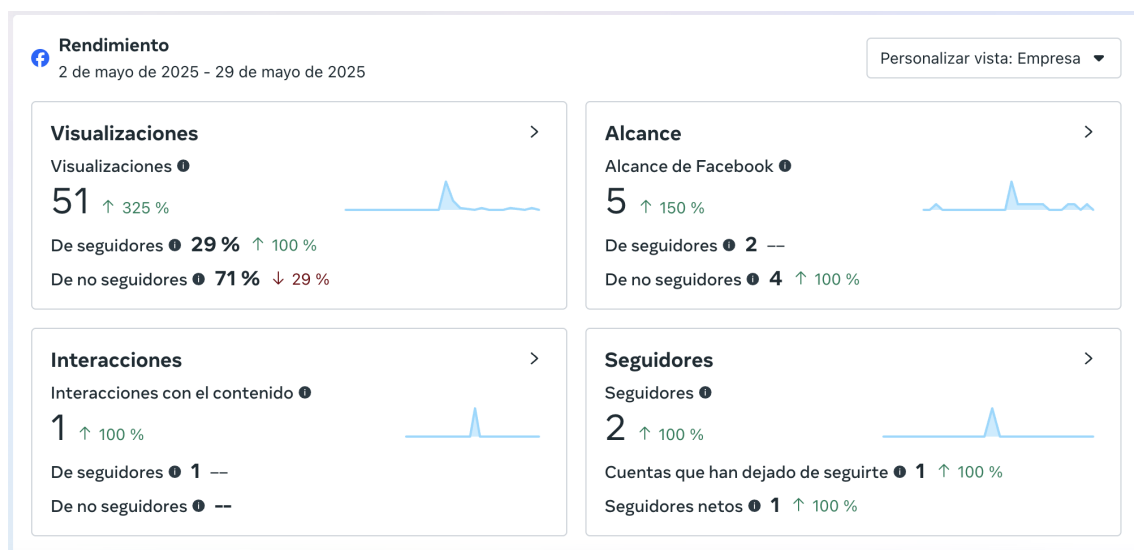 Rendimiento
2 de mayo de 2025 - 29 de mayo de 2025
Personalizar vista: Empresa
Visualizaciones
Visualizaciones
51 ↑ 325 %
De seguidores 29 % ↑ 100 %
De no seguidores 71 % ↓ 29 %
Alcance
Alcance de Facebook
5 ↑ 150 %
De seguidores 2 --
De no seguidores 4 ↑ 100 %
Interacciones
Interacciones con el contenido
1 ↑ 100 %
De seguidores 1 --
De no seguidores --
Seguidores
Seguidores
2 ↑ 100 %
Cuentas que han dejado de seguirte 1 ↑ 100 %
Seguidores netos 1 ↑ 100 %